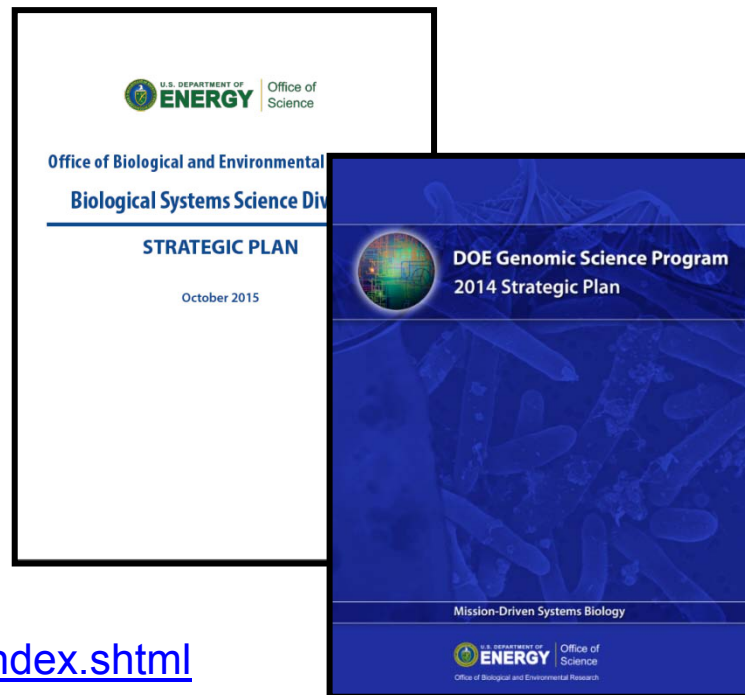 U.S. DEPARTMENT OF
ENERGY
Office of
Science
Office of Biological and Environmental
Biological Systems Science Div
STRATEGIC PLAN
October 2015
DOE Genomic Science Program
2014 Strategic Plan
Mission-Driven Systems Biology
U.S. DEPARTMENT OF
ENERGY
Office of
Science
Office of Biological and Environmental Research
ndex.shtml